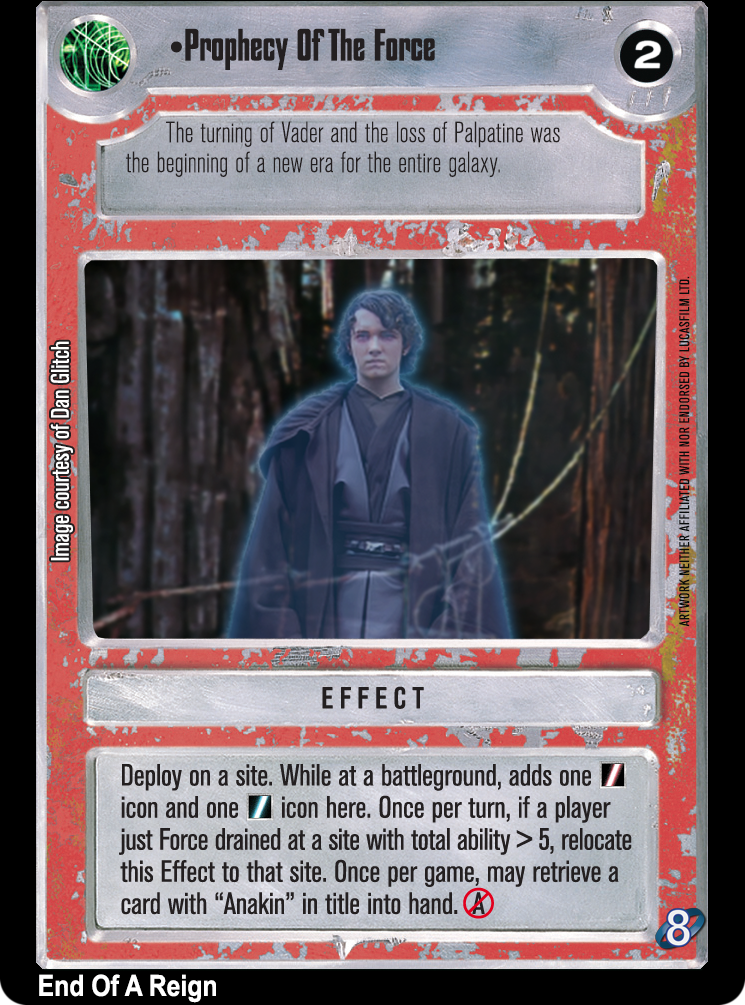 •Prophecy Of The Force
2
The turning of Vader and the loss of Palpatine was
the beginning of a new era for the entire galaxy.
Image courtesy of Dan Glitch
ARTWORK NEITHER AFFILIATED WITH NOR ENDORSED BY LUCASFILM LTD.
EFFECT
Deploy on a site. While at a battleground, adds one
icon and one icon here. Once per turn, if a player
just Force drained at a site with total ability > 5, relocate
this Effect to that site. Once per game, may retrieve a
card with “Anakin” in title into hand. A
8
End Of A Reign